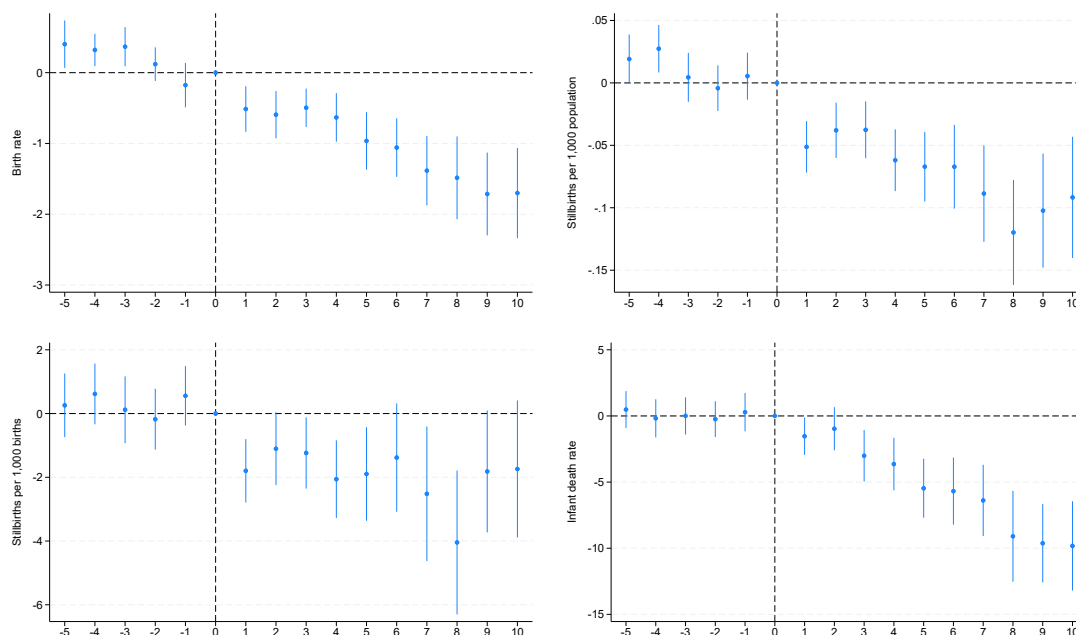 Birth rate
0
-1
-2
-3
-5 -4 -3 -2 -1 0 1 2 3 4 5 6 7 8 9 10
Stillbirths per 1,000 population
.05
0
-.05
-.1
-.15
-5 -4 -3 -2 -1 0 1 2 3 4 5 6 7 8 9 10
Stillbirths per 1,000 births
2
0
-2
-4
-6
-5 -4 -3 -2 -1 0 1 2 3 4 5 6 7 8 9 10
Infant death rate
5
0
-5
-10
-15
-5 -4 -3 -2 -1 0 1 2 3 4 5 6 7 8 9 10